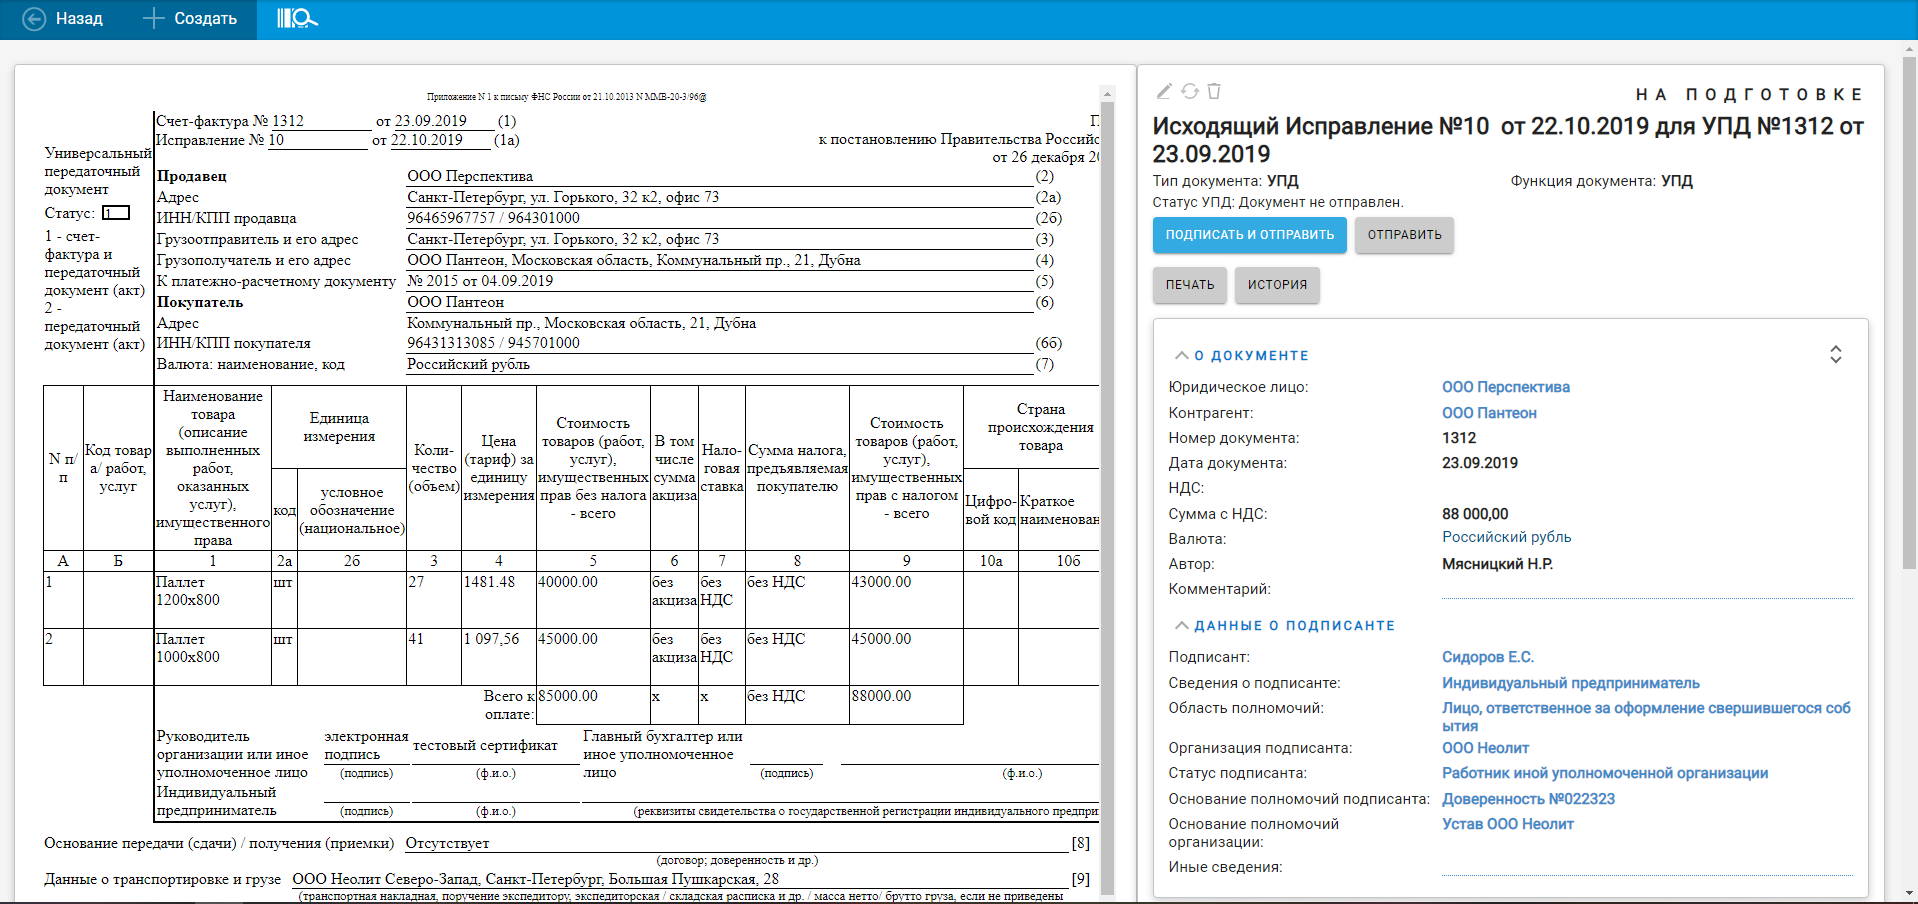 Назад
Создать
Приложение N 1 к письму ФНС России от 21.10.2013 N ММВ-20-3/96@
Счет-фактура № 1312 от 23.09.2019 (1)
Исправление № 10 от 22.10.2019 (1а)
П
к постановлению Правительства Российс
от 26 декабря 20
Универсальный
передаточный
документ
Статус: 1
1 - счет-
фактура и
передаточный
документ (акт)
2 -
передаточный
документ (акт)
Продавец ООО Перспектива (2)
Адрес Санкт-Петербург, ул. Горького, 32 к2, офис 73 (2а)
ИНН/КПП продавца 96465967757 / 964301000 (2б)
Грузоотправитель и его адрес Санкт-Петербург, ул. Горького, 32 к2, офис 73 (3)
Грузополучатель и его адрес ООО Пантеон, Московская область, Коммунальный пр., 21, Дубна (4)
К платежно-расчетному документу № 2015 от 04.09.2019 (5)
Покупатель ООО Пантеон (6)
Адрес Коммунальный пр., Московская область, 21, Дубна
ИНН/КПП покупателя 96431313085 / 945701000 (6б)
Валюта: наименование, код Российский рубль (7)
N п/
п
Код товар
а/ работ,
услуг
Наименование
товара
(описание
выполненных
работ,
оказанных
услуг),
имущественного
права
Единица
измерения
код
условное
обозначение
(национальное)
Коли-
чество
(объем)
Цена
(тариф) за
единицу
измерения
Стоимость
товаров (работ,
услуг),
имущественных
прав без налога
- всего
В том
числе
сумма
акциза
Нало-
говая
ставка
Сумма налога,
предъявляемая
покупателю
Стоимость
товаров (работ,
услуг),
имущественных
прав с налогом
- всего
Страна
происхождения
товара
Цифро-
вой код
Краткое
наименован
А Б 1 2а 2б 3 4 5 6 7 8 9 10а 10б
1 Паллет шт 27 1481.48 40000.00 без без без НДС 43000.00
1200х800 акциза НДС
2 Паллет шт 41 1 097,56 45000.00 без без без НДС 45000.00
1000х800 акциза НДС
Всего к 85000.00 х х без НДС 88000.00
оплате:
Руководитель
организации или иное
уполномоченное лицо
электронная
подпись
(подпись)
тестовый сертификат
(ф.и.о.)
Главный бухгалтер или
иное уполномоченное
лицо
(подпись)
(ф.и.о.)
Индивидуальный
предприниматель
(подпись)
(ф.и.о.)
(реквизиты свидетельства о государственной регистрации индивидуального предпри
Основание передачи (сдачи) / получения (приемки) Отсутствует [8]
(договор; доверенность и др.)
Данные о транспортировке и грузе ООО Неолит Северо-Запад, Санкт-Петербург, Большая Пушкарская, 28 [9]
(транспортная накладная, поручение экспедитору, экспедиторская / складская расписка и др. / масса нетто/ брутто груза, если не приведены
НА ПОДГОТОВКЕ
Исходящий Исправление №10 от 22.10.2019 для УПД №1312 от
23.09.2019
Тип документа: УПД
Функция документа: УПД
Статус УПД: Документ не отправлен.
ПОДПИСАТЬ И ОТПРАВИТЬ
ОТПРАВИТЬ
ПЕЧАТЬ
ИСТОРИЯ
О ДОКУМЕНТЕ
Юридическое лицо: ООО Перспектива
Контрагент: ООО Пантеон
Номер документа: 1312
Дата документа: 23.09.2019
НДС:
Сумма с НДС: 88 000,00
Валюта: Российский рубль
Автор: Мясницкий Н.Р.
Комментарий:
ДАННЫЕ О ПОДПИСАНТЕ
Подписант: Сидоров Е.С.
Сведения о подписанте: Индивидуальный предприниматель
Область полномочий: Лицо, ответственное за оформление свершившегося соб
ытия
Организация подписанта: ООО Неолит
Статус подписанта: Работник иной уполномоченной организации
Основание полномочий подписанта: Доверенность №022323
Основание полномочий Устав ООО Неолит
организации:
Иные сведения: